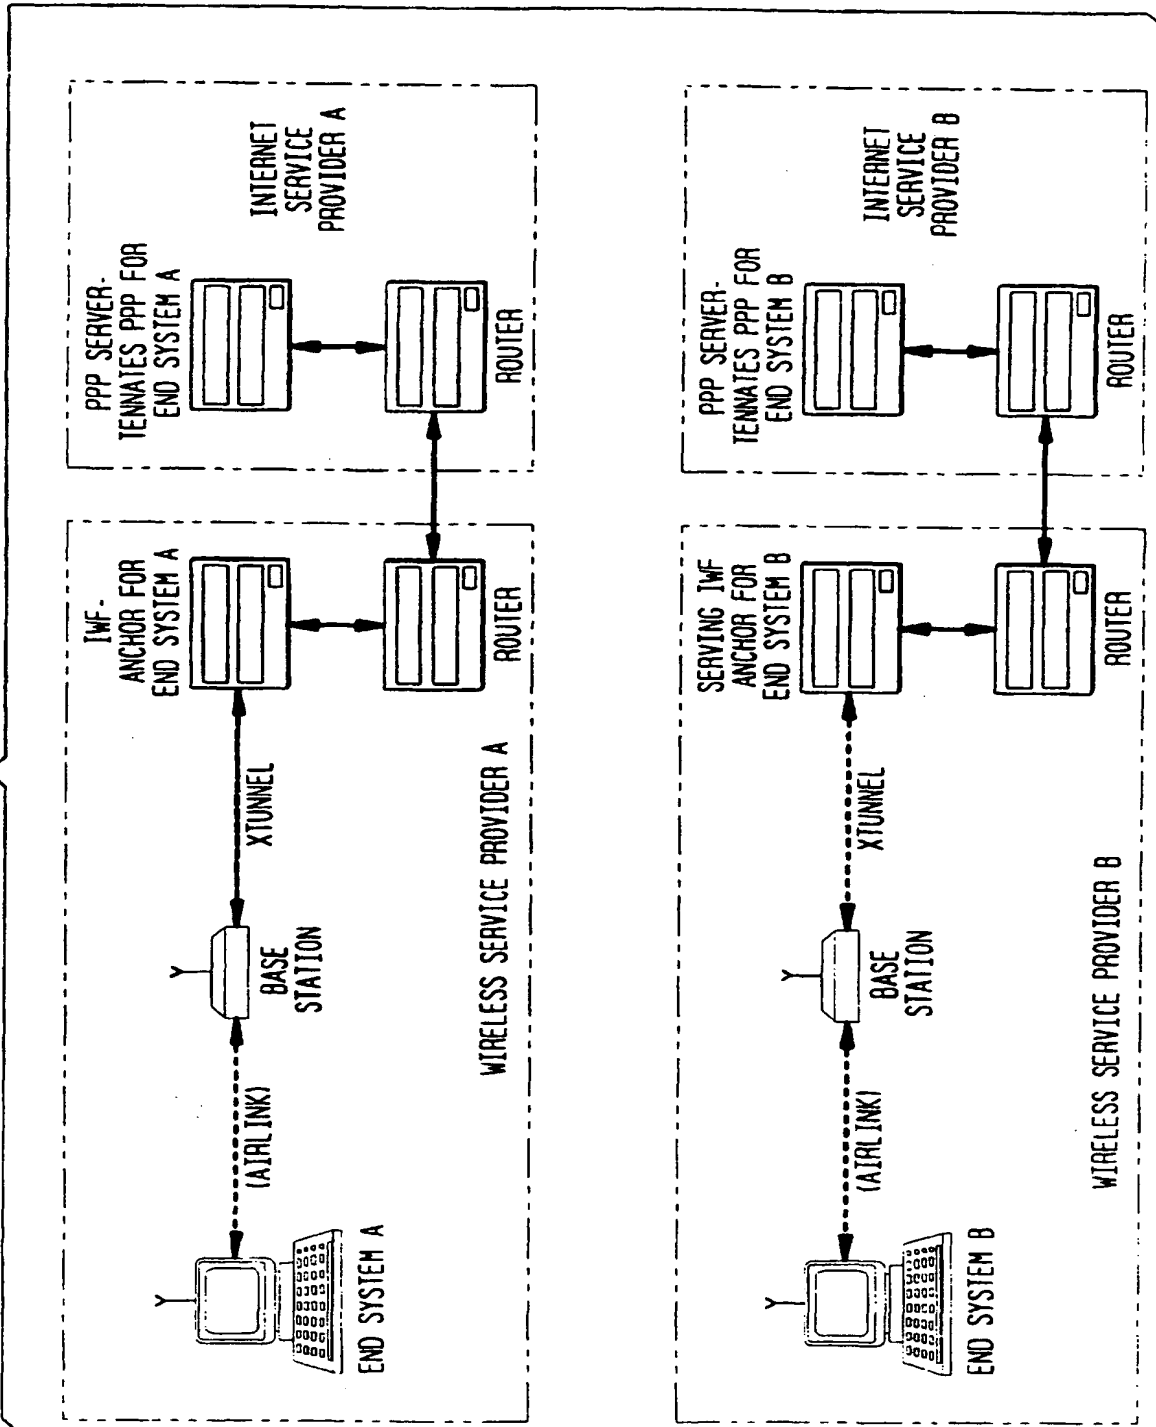 PPP SERVER-
TENNATES PPP FOR
END SYSTEM A
INTERNET
SERVICE
PROVIDER A
ROUTER
IWF-
ANCHOR FOR
END SYSTEM A
ROUTER
XTUNNEL
BASE
STATION
(AIRLINK)
END SYSTEM A
WIRELESS SERVICE PROVIDER A
PPP SERVER-
TENNATES PPP FOR
END SYSTEM B
INTERNET
SERVICE
PROVIDER B
ROUTER
SERVING IWF
ANCHOR FOR
END SYSTEM B
ROUTER
XTUNNEL
BASE
STATION
(AIRLINK)
END SYSTEM B
WIRELESS SERVICE PROVIDER B